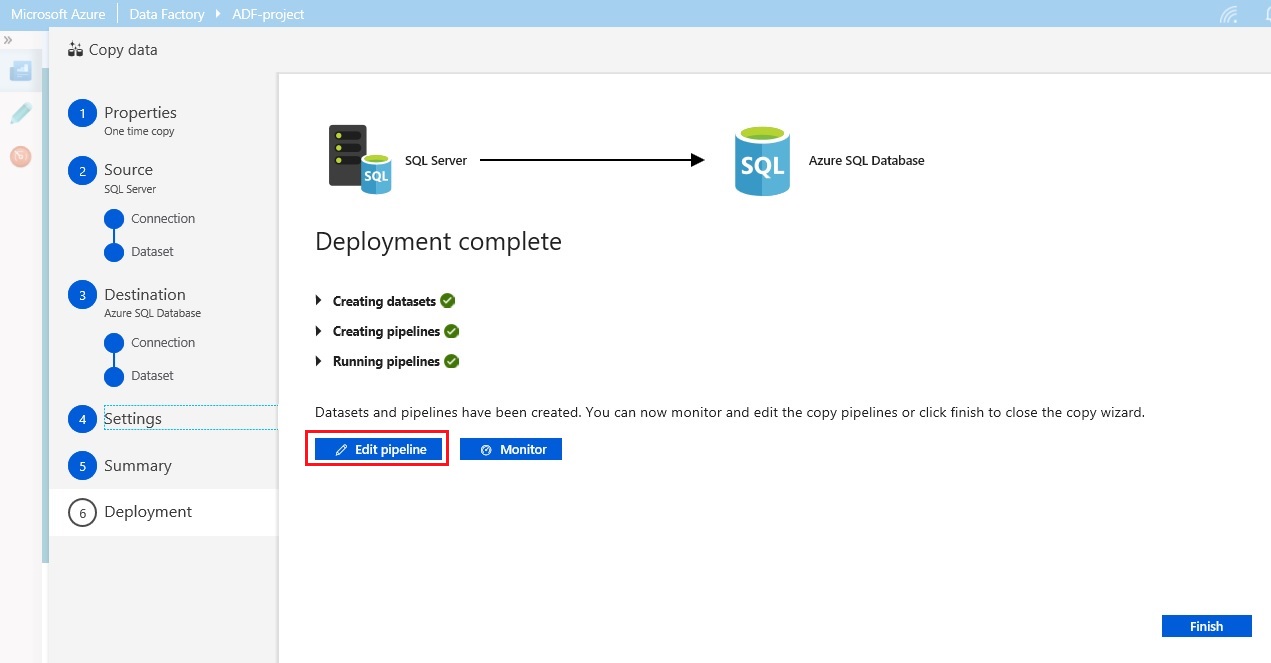 Microsoft Azure Data Factory ADF-project
»
Copy data
1 Properties
One time copy
2 Source
SQL Server
Connection
Dataset
3 Destination
Azure SQL Database
Connection
Dataset
4 Settings
5 Summary
6 Deployment
SQL
SQL Server
SQL
Azure SQL Database
Deployment complete
Creating datasets
Creating pipelines
Running pipelines
Datasets and pipelines have been created. You can now monitor and edit the copy pipelines or click finish to close the copy wizard.
Edit pipeline
Monitor
Finish